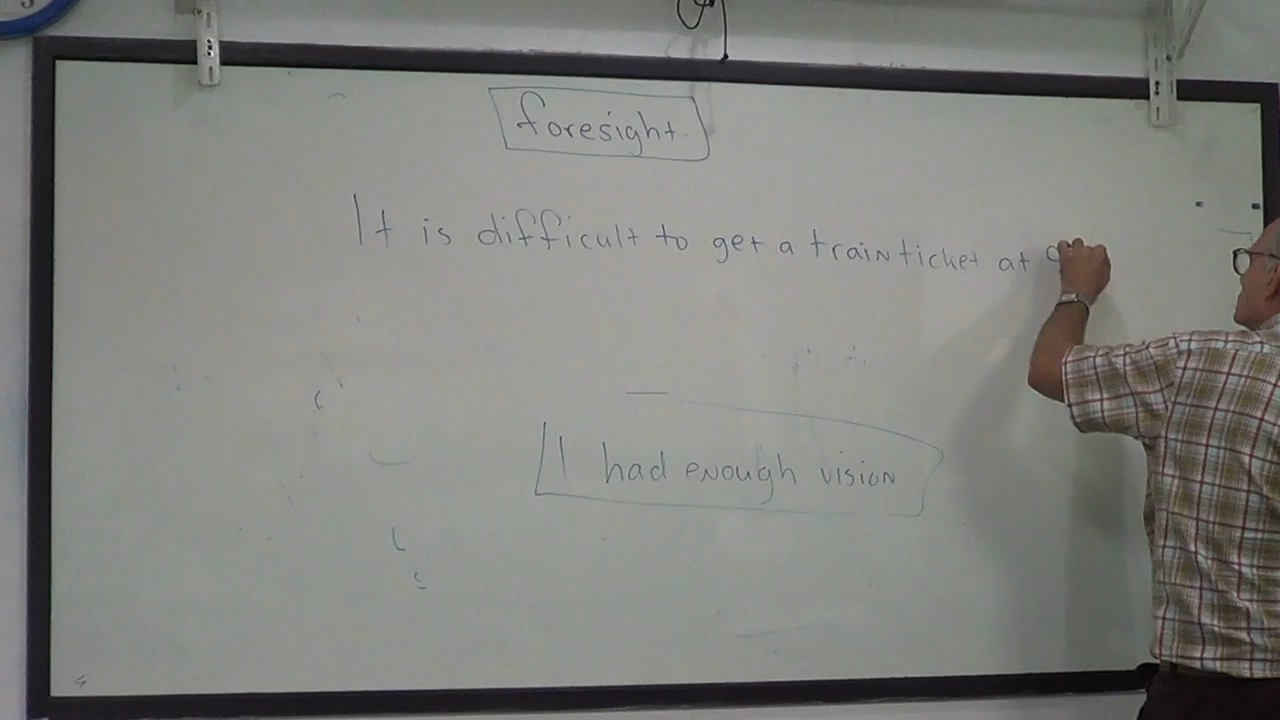 foresight.
It is difficult to get a train ticket at
I had enough vision